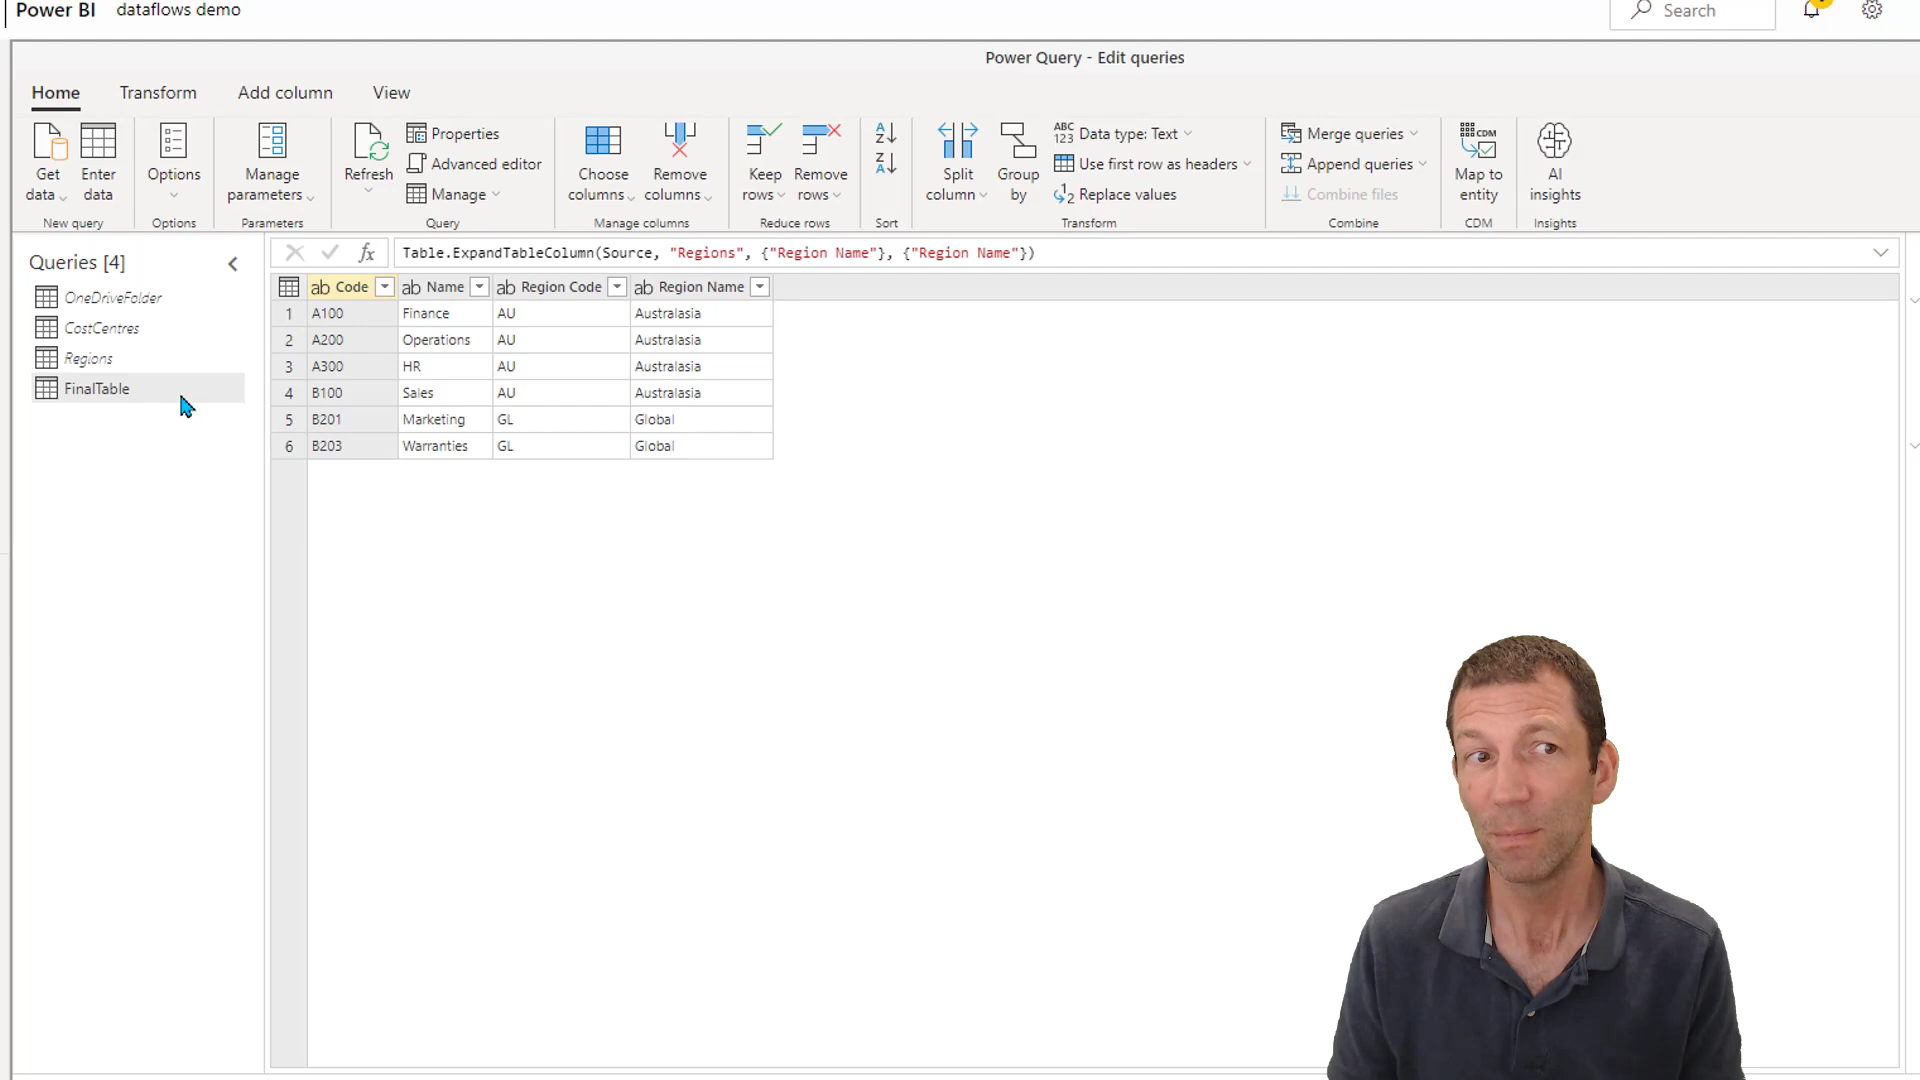 Power BI dataflows demo Search
Power Query - Edit queries
Home Transform Add column View
Get data Enter data Options Manage parameters Refresh Properties Advanced editor Manage Choose columns Remove columns Keep rows Remove rows Split column Group by Data type: Text Use first row as headers Replace values Merge queries Append queries Combine files CDM Map to entity AI insights
New query Options Parameters Query Manage columns Reduce rows Sort Transform Combine CDM Insights
Queries [4]
fx Table.ExpandTableColumn(Source, "Regions", {"Region Name"}, {"Region Name"})
OneDriveFolder
CostCentres
Regions
FinalTable
Code Name Region Code Region Name
1 A100 Finance AU Australasia
2 A200 Operations AU Australasia
3 A300 HR AU Australasia
4 B100 Sales AU Australasia
5 B201 Marketing GL Global
6 B203 Warranties GL Global